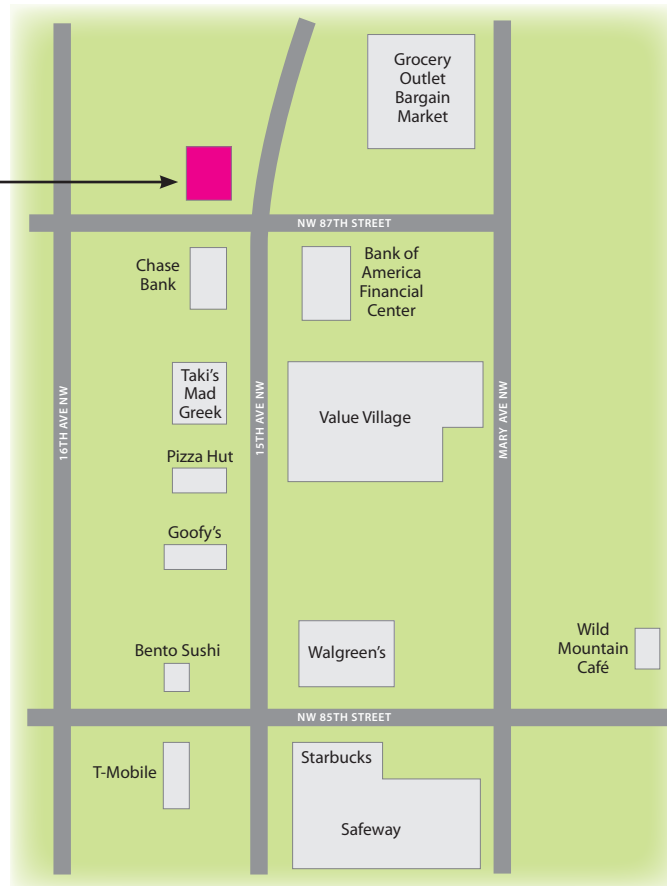 Grocery
Outlet
Bargain
Market
NW 87TH STREET
Chase
Bank
Bank of
America
Financial
Center
Taki’s
Mad
Greek
Value Village
16TH AVE NW
15TH AVE NW
MARY AVE NW
Pizza Hut
Goofy’s
Bento Sushi
Walgreen’s
Wild
Mountain
Café
NW 85TH STREET
Starbucks
T-Mobile
Safeway